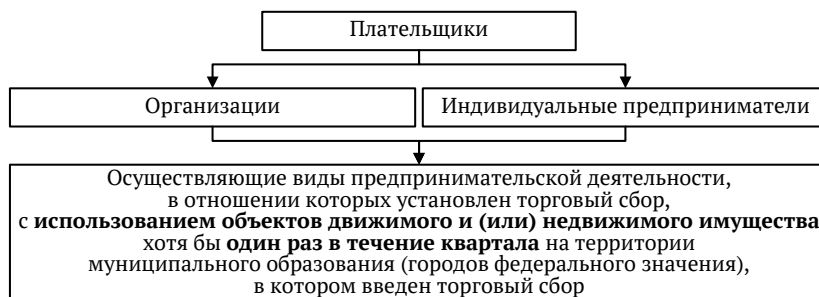 Плательщики
Организации
Индивидуальные предприниматели
Осуществляющие виды предпринимательской деятельности,
в отношении которых установлен торговый сбор,
с использованием объектов движимого и (или) недвижимого имущества
хотя бы один раз в течение квартала на территории
муниципального образования (городов федерального значения),
в котором введен торговый сбор